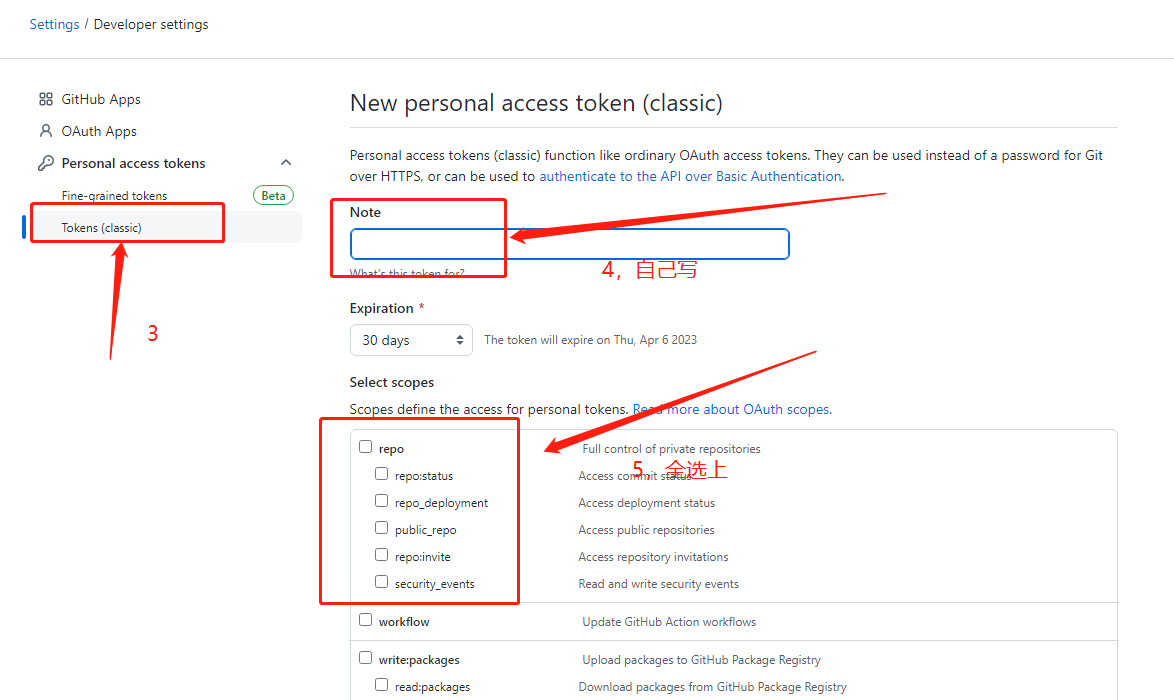 Settings / Developer settings
GitHub Apps
OAuth Apps
Personal access tokens
Fine-grained tokens Beta
Tokens (classic)
3
New personal access token (classic)
Personal access tokens (classic) function like ordinary OAuth access tokens. They can be used instead of a password for Git
over HTTPS, or can be used to authenticate to the API over Basic Authentication.
Note
What's this token for?
4，自己写
Expiration *
30 days The token will expire on Thu, Apr 6 2023
Select scopes
Scopes define the access for personal tokens. Read more about OAuth scopes.
repo Full control of private repositories
5，全选上
repo:status Access commit status
repo_deployment Access deployment status
public_repo Access public repositories
repo:invite Access repository invitations
security_events Read and write security events
workflow Update GitHub Action workflows
write:packages Upload packages to GitHub Package Registry
read:packages Download packages from GitHub Package Registry